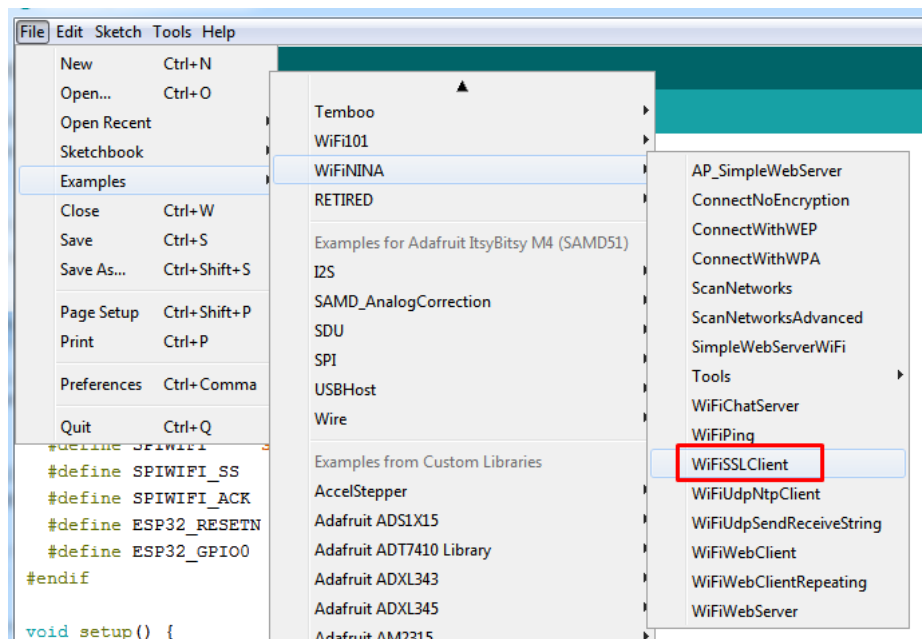 File Edit Sketch Tools Help
New Ctrl+N
Open... Ctrl+O
Open Recent
Sketchbook
Examples
Close Ctrl+W
Save Ctrl+S
Save As... Ctrl+Shift+S
Page Setup Ctrl+Shift+P
Print Ctrl+P
Preferences Ctrl+Comma
Quit Ctrl+Q
Temboo
WiFi101
WiFiNINA
RETIRED
Examples for Adafruit ItsyBitsy M4 (SAMD51)
I2S
SAMD_AnalogCorrection
SDU
SPI
USBHost
Wire
Examples from Custom Libraries
AccelStepper
Adafruit ADS1X15
Adafruit ADT7410 Library
Adafruit ADXL343
Adafruit ADXL345
Adafruit AM2315
AP_SimpleWebServer
ConnectNoEncryption
ConnectWithWEP
ConnectWithWPA
ScanNetworks
ScanNetworksAdvanced
SimpleWebServerWiFi
Tools
WiFiChatServer
WiFiPing
WiFiSSLClient
WiFiUdpNtpClient
WiFiUdpSendReceiveString
WiFiWebClient
WiFiWebClientRepeating
WiFiWebServer
#define SPIWIFI
#define SPIWIFI_SS
#define SPIWIFI_ACK
#define ESP32_RESETN
#define ESP32_GPIO0
#endif
void setup() {